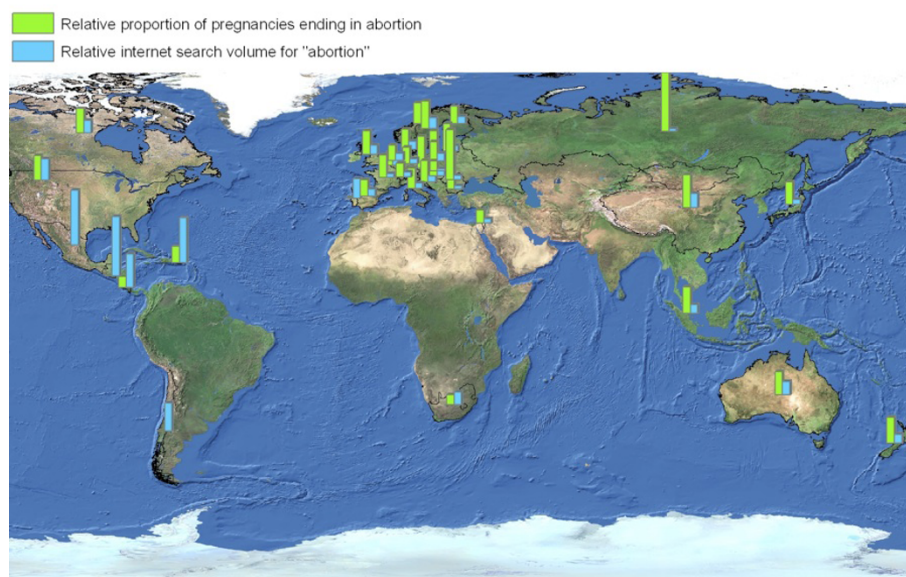 Relative proportion of pregnancies ending in abortion
Relative internet search volume for "abortion"